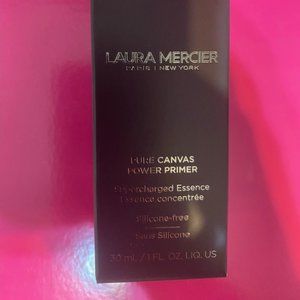 LAURA MERCIER
PARIS | NEW YORK
PURE CANVAS
POWER PRIMER
Supercharged Essence
Essence concentrée
Silicone-free
Sans Silicone
30 mL / 1 FL. OZ. LIQ. US